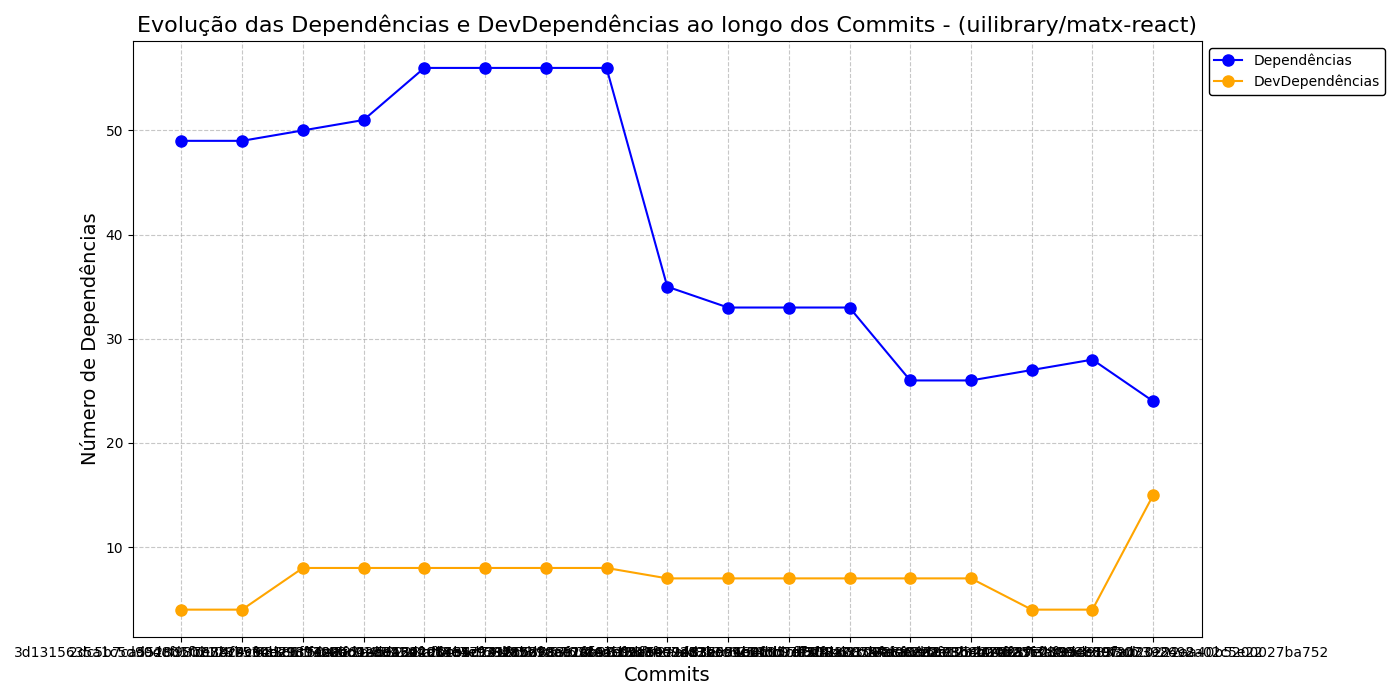 Evolução das Dependências e DevDependências ao longo dos Commits - (uilibrary/matx-react)
Dependências
DevDependências
Número de Dependências
50
40
30
20
10
Commits